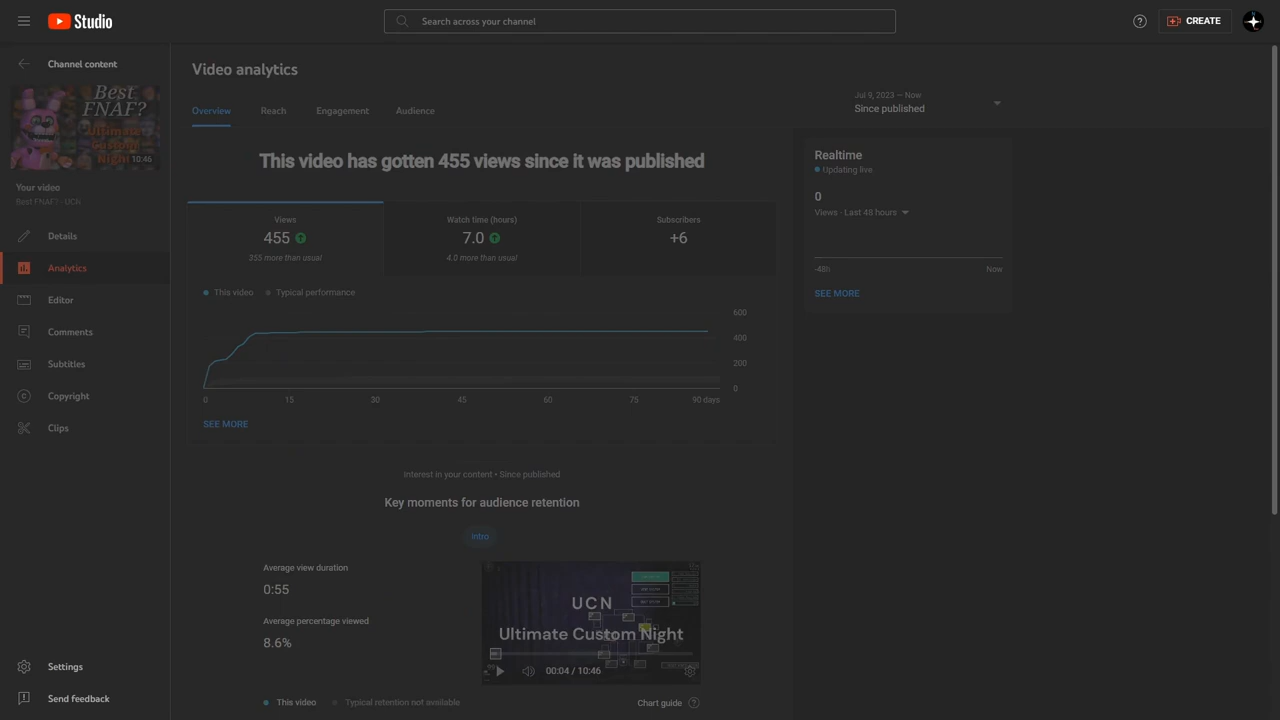 Studio
Search across your channel
CREATE
Channel content
Best
FNAF?
Ultimate
Custom
Night
10:46
Your video
Best FNAF? - UCN
Details
Analytics
Editor
Comments
Subtitles
Copyright
Clips
Settings
Send feedback
Video analytics
Overview
Reach
Engagement
Audience
Jul 9, 2023 — Now
Since published
This video has gotten 455 views since it was published
Views
455
355 more than usual
Watch time (hours)
7.0
4.0 more than usual
Subscribers
+6
This video
Typical performance
600
400
200
0
0 15 30 45 60 75 90 days
SEE MORE
Realtime
Updating live
0
Views · Last 48 hours
-48h
Now
SEE MORE
Interest in your content • Since published
Key moments for audience retention
Intro
Average view duration
0:55
Average percentage viewed
8.6%
UCN
Ultimate Custom Night
00:04 / 10:46
This video
Typical retention not available
Chart guide